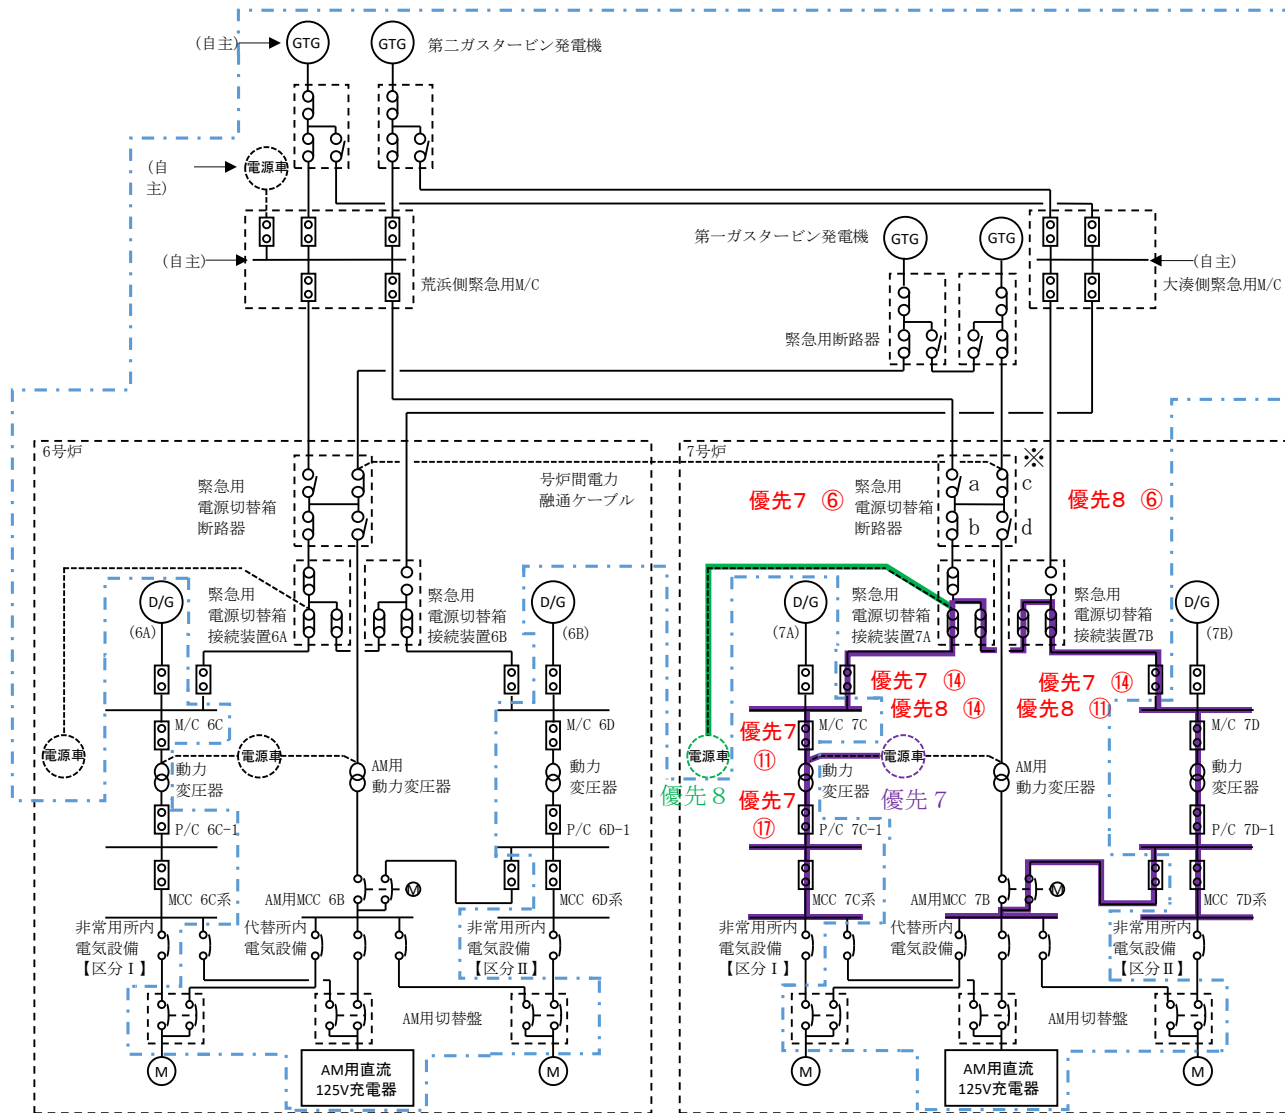 (自主)
GTG
GTG
第二ガスタービン発電機
(自
主)
電源車
第一ガスタービン発電機
GTG
GTG
(自主)
(自主)
荒浜側緊急用M/C
大湊側緊急用M/C
緊急用断路器
6号炉
緊急用
電源切替箱
断路器
号炉間電力
融通ケーブル
7号炉
優先7 ⑥
緊急用
電源切替箱
断路器
a
b
c
d
※
優先8 ⑥
D/G
(6A)
緊急用
電源切替箱
接続装置6A
緊急用
電源切替箱
接続装置6B
D/G
(6B)
D/G
(7A)
緊急用
電源切替箱
接続装置7A
緊急用
電源切替箱
接続装置7B
D/G
(7B)
優先7 ⑭
優先8 ⑭
優先7 ⑭
優先8 ⑪
M/C 6C
M/C 6D
M/C 7C
M/C 7D
電源車
電源車
動力
変圧器
AM用
動力変圧器
動力
変圧器
優先7
⑪
電源車
優先8
電源車
優先7
動力
変圧器
AM用
動力変圧器
動力
変圧器
優先7
⑰
P/C 6C-1
P/C 6D-1
P/C 7C-1
P/C 7D-1
MCC 6C系
AM用MCC 6B
M
MCC 6D系
MCC 7C系
AM用MCC 7B
M
MCC 7D系
非常用所内
電気設備
【区分Ⅰ】
代替所内
電気設備
非常用所内
電気設備
【区分Ⅱ】
非常用所内
電気設備
【区分Ⅰ】
代替所内
電気設備
非常用所内
電気設備
【区分Ⅱ】
AM用切替盤
AM用切替盤
M
AM用直流
125V充電器
M
M
AM用直流
125V充電器
M